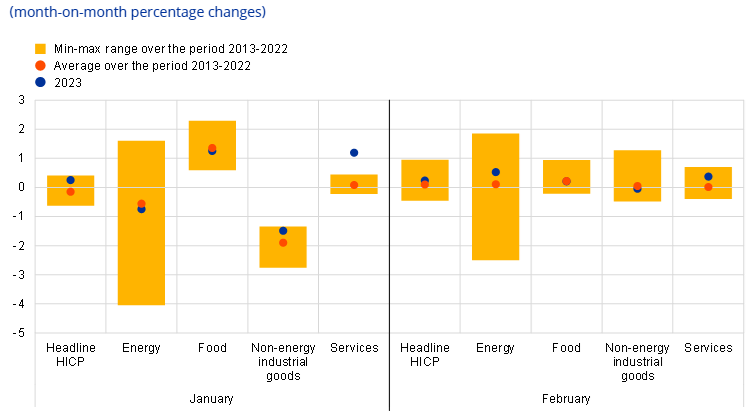 (month-on-month percentage changes)
Min-max range over the period 2013-2022
Average over the period 2013-2022
2023
3
2
1
0
-1
-2
-3
-4
-5
Headline
HICP
Energy
Food
Non-energy
industrial
goods
Services
Headline
HICP
Energy
Food
Non-energy
industrial
goods
Services
January
February